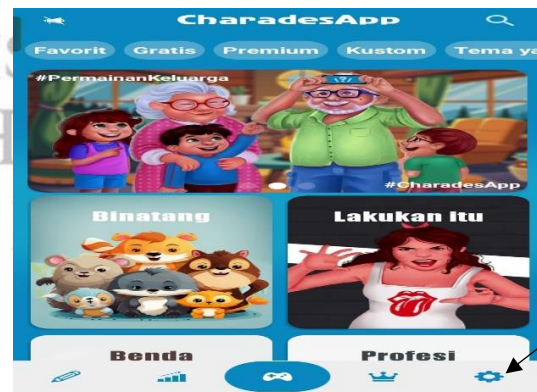 CharadesApp
Favorit Gratis Premium Kustom Tema ya
#PermainanKeluarga
#CharadesApp
Binatang Lakukan itu
Benda Profesi